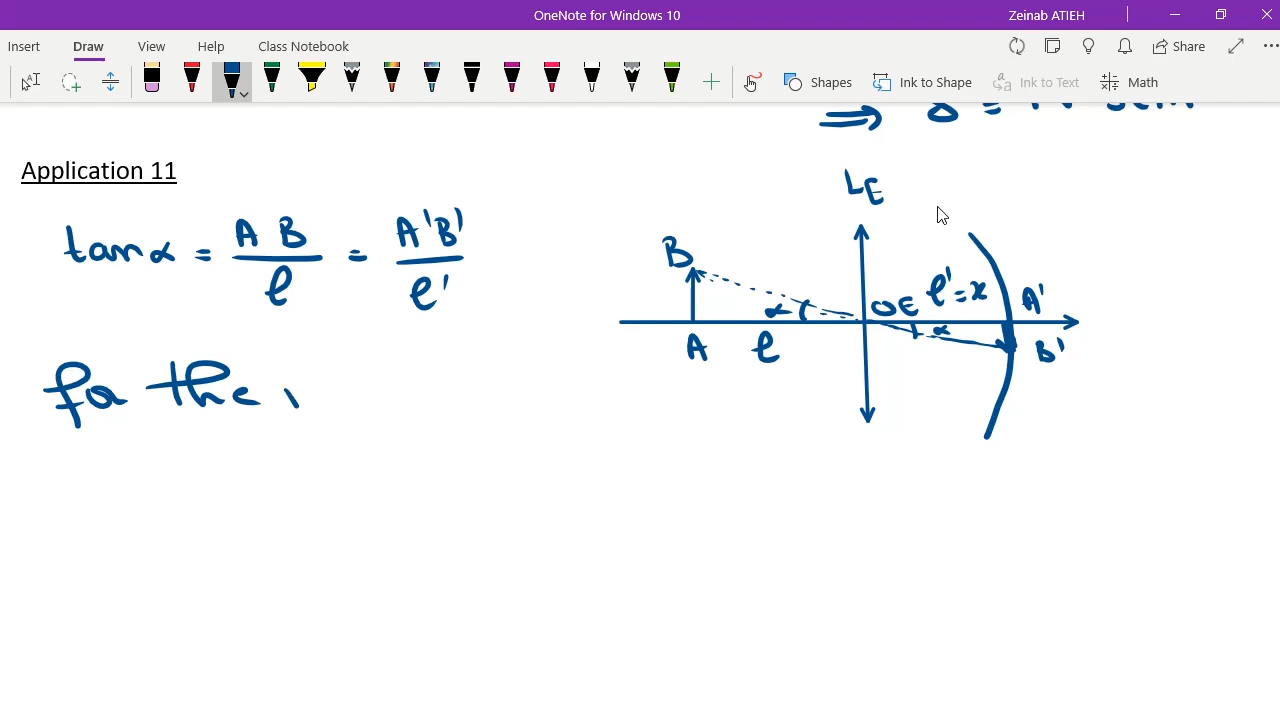 OneNote for Windows 10
Zeinab ATIEH
Insert Draw View Help Class Notebook
Share
Shapes Ink to Shape Ink to Text Math
Application 11
tan α = AB/l = A'B'/l'
for the
LE
B
α
OE
l' = x
A'
α
A
l
B'